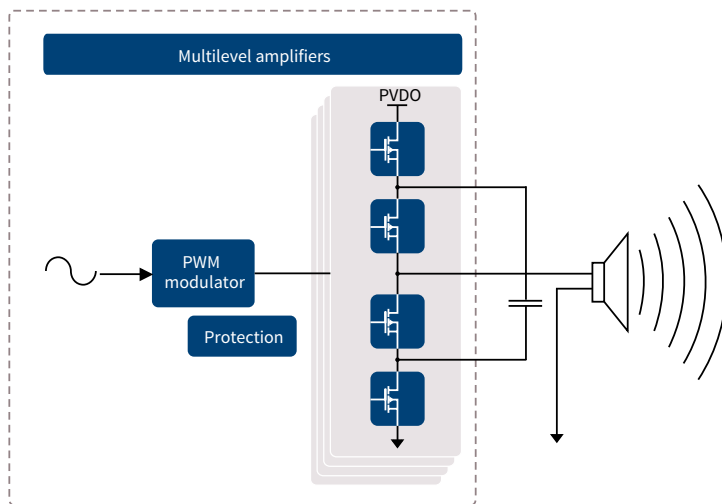 Multilevel amplifiers
PVDO
PWM
modulator
Protection